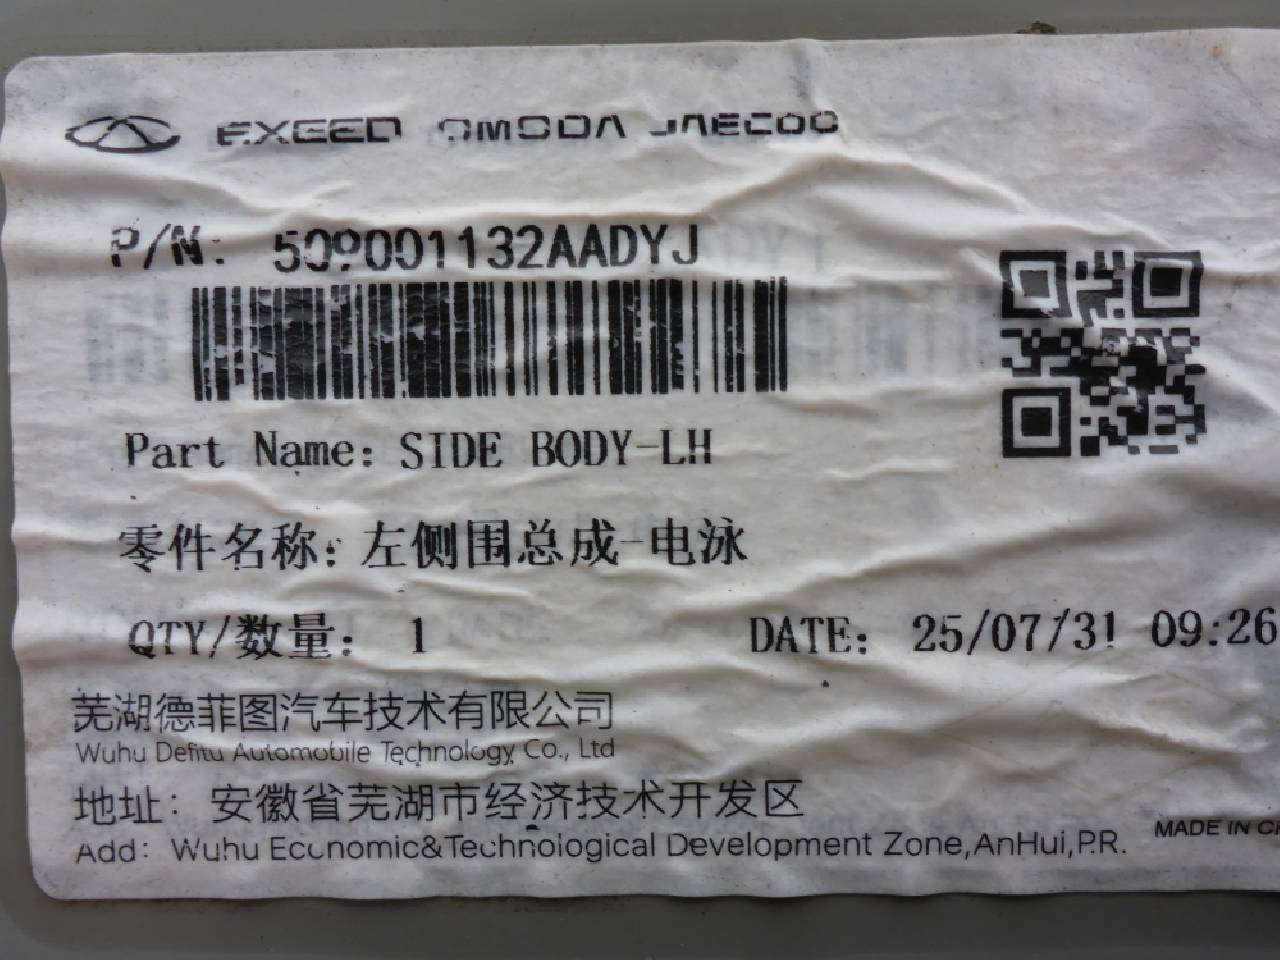 EXEED OMODA JAECOO
P/N: 509001132AADYJ
Part Name: SIDE BODY-LH
零件名称: 左侧围总成-电泳
QTY/数量: 1 DATE: 25/07/31 09:26
芜湖德菲图汽车技术有限公司
Wuhu Defitu Automobile Technology Co., Ltd
地址: 安徽省芜湖市经济技术开发区
MADE IN
Add: Wuhu Economic&Technological Development Zone,AnHui,P.R.